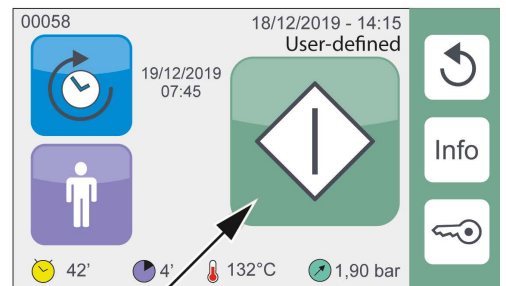 00058
18/12/2019 - 14:15
User-defined
19/12/2019
07:45
Info
42’
4’
132°C
1,90 bar